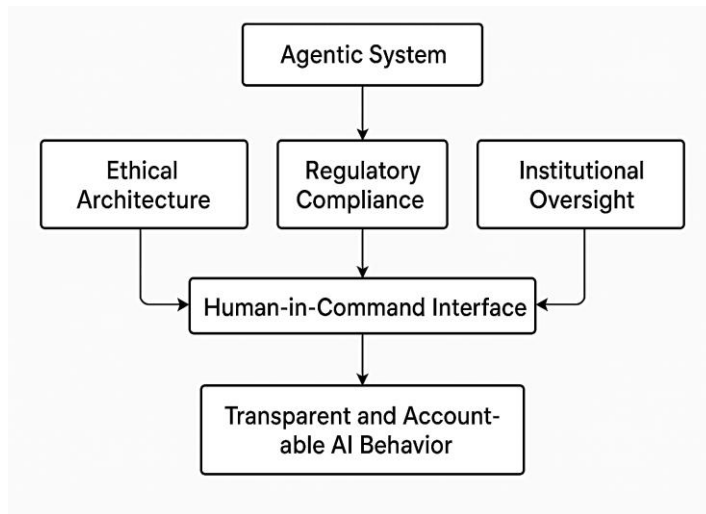 Agentic System
Ethical
Architecture
Regulatory
Compliance
Institutional
Oversight
Human-in-Command Interface
Transparent and Account-
able AI Behavior